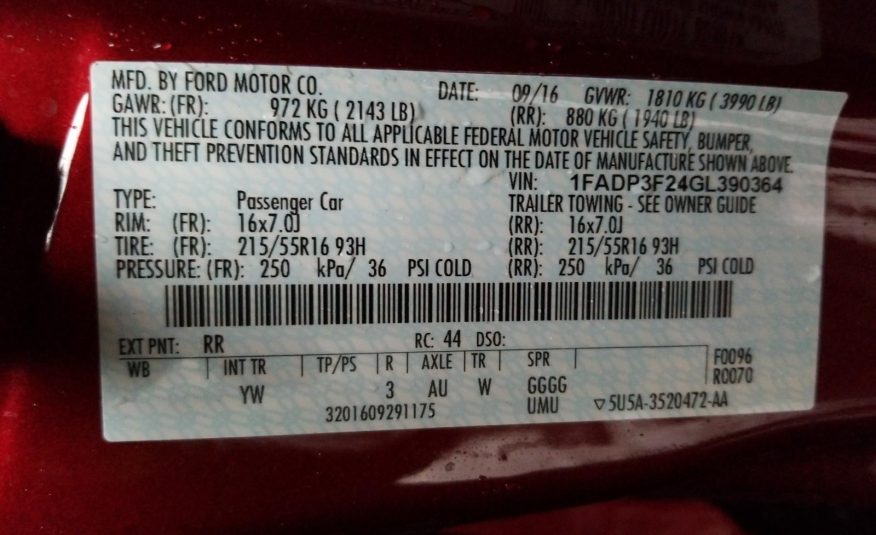 MFD. BY FORD MOTOR CO. DATE: 09/16 GVWR: 1810 KG ( 3990 LB)
GAWR: (FR): 972 KG ( 2143 LB) (RR): 880 KG ( 1940 LB)
THIS VEHICLE CONFORMS TO ALL APPLICABLE FEDERAL MOTOR VEHICLE SAFETY, BUMPER,
AND THEFT PREVENTION STANDARDS IN EFFECT ON THE DATE OF MANUFACTURE SHOWN ABOVE.
VIN: 1FADP3F24GL390364
TYPE: Passenger Car TRAILER TOWING - SEE OWNER GUIDE
RIM: (FR): 16x7.0J (RR): 16x7.0J
TIRE: (FR): 215/55R16 93H (RR): 215/55R16 93H
PRESSURE: (FR): 250 kPa/ 36 PSI COLD (RR): 250 kPa/ 36 PSI COLD
EXT PNT: RR RC: 44 DSO:
WB INT TR TP/PS R AXLE TR SPR F0096
R0070
YW 3 AU W GGGG
3201609291175 UMU ▽5U5A-3520472-AA